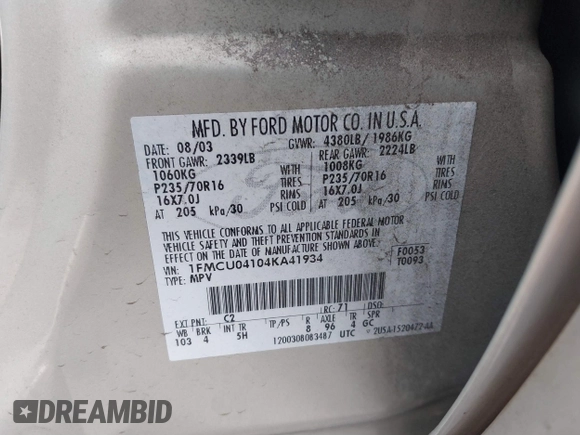 MFD. BY FORD MOTOR CO. IN U.S.A.
DATE: 08/03 GVWR: 4380LB/ 1986KG
FRONT GAWR: 2339LB REAR GAWR: 2224LB
1060KG WITH 1008KG WITH
P235/70R16 TIRES P235/70R16 TIRES
16X7.0J RIMS 16X7.0J RIMS
AT 205 kPa/30 PSI COLD AT 205 kPa/30 PSI COLD
THIS VEHICLE CONFORMS TO ALL APPLICABLE FEDERAL MOTOR
VEHICLE SAFETY AND BUMPER AND THEFT PREVENTION STANDARDS IN
EFFECT ON THE DATE OF MANUFACTURE SHOWN ABOVE.
VIN: 1FMCU04104KA41934 F0053
TYPE: MPV T0093
EXT PNT: C2 RC: 71 DSO:
WB BRK INT TR TP/PS R AXLE TR SPR
103 4 5H 8 96 4 GC
1200308083487 UTC
DREAMBID